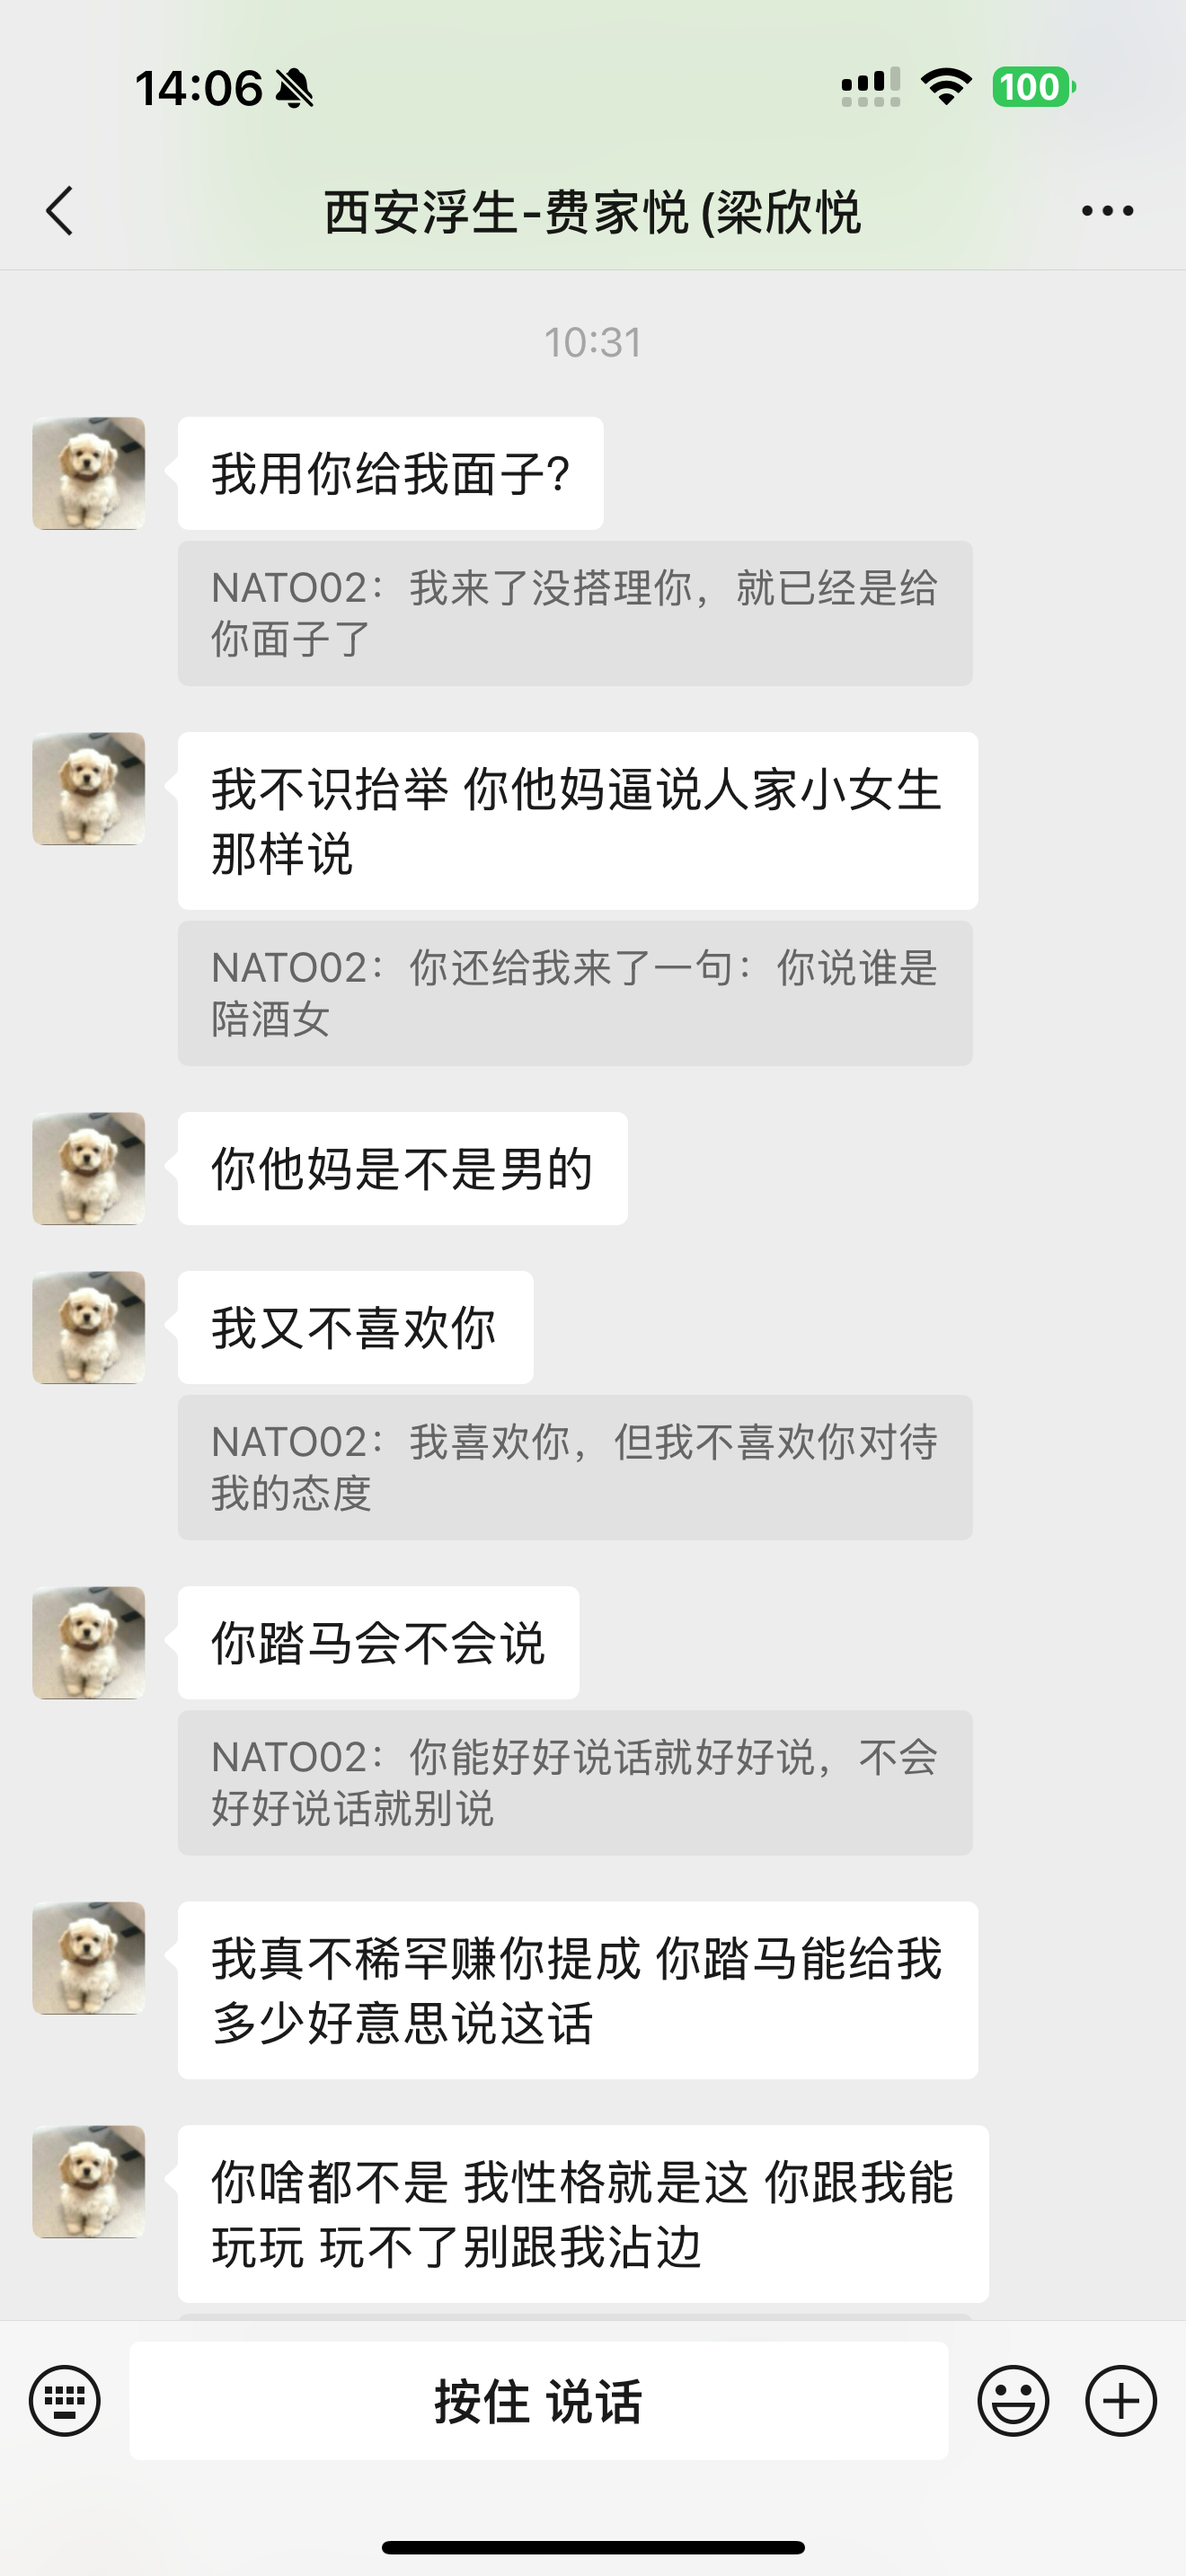 14:06
100
西安浮生-费家悦 (梁欣悦
10:31
我用你给我面子?
NATO02：我来了没搭理你，就已经是给
你面子了
我不识抬举 你他妈逼说人家小女生
那样说
NATO02：你还给我来了一句：你说谁是
陪酒女
你他妈是不是男的
我又不喜欢你
NATO02：我喜欢你，但我不喜欢你对待
我的态度
你踏马会不会说
NATO02：你能好好说话就好好说，不会
好好说话就别说
我真不稀罕赚你提成 你踏马能给我
多少好意思说这话
你啥都不是 我性格就是这 你跟我能
玩玩 玩不了别跟我沾边
按住 说话